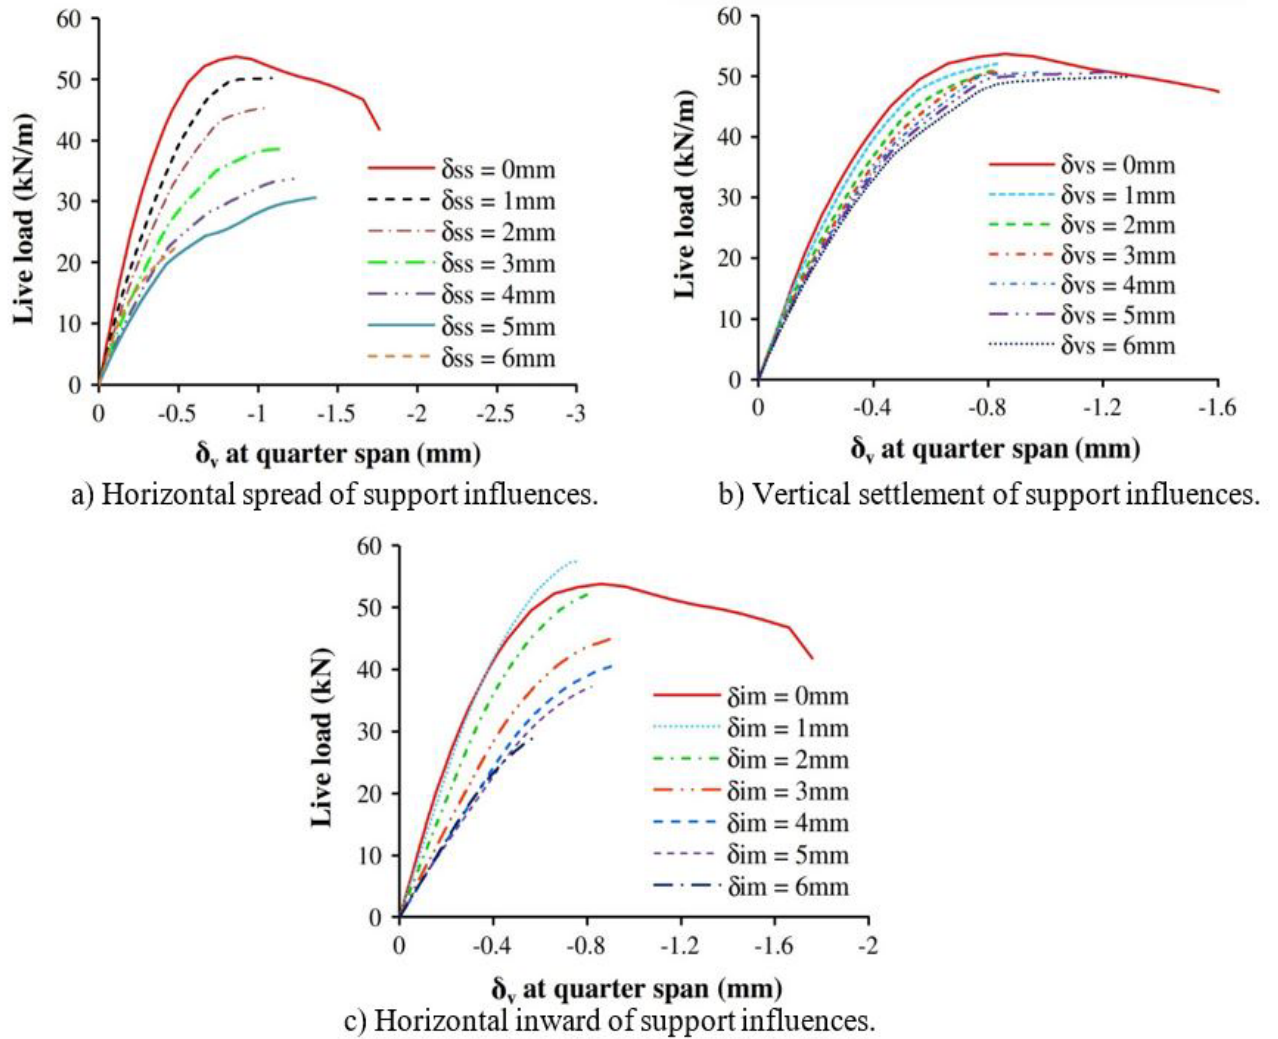 60
50
40
30
20
10
0
Live load (kN/m)
δss = 0mm
δss = 1mm
δss = 2mm
δss = 3mm
δss = 4mm
δss = 5mm
δss = 6mm
0 -0.5 -1 -1.5 -2 -2.5 -3
δv at quarter span (mm)
a) Horizontal spread of support influences.
60
50
40
30
20
10
0
Live load (kN/m)
δvs = 0mm
δvs = 1mm
δvs = 2mm
δvs = 3mm
δvs = 4mm
δvs = 5mm
δvs = 6mm
0 -0.4 -0.8 -1.2 -1.6
δv at quarter span (mm)
b) Vertical settlement of support influences.
60
50
40
30
20
10
0
Live load (kN)
δim = 0mm
δim = 1mm
δim = 2mm
δim = 3mm
δim = 4mm
δim = 5mm
δim = 6mm
0 -0.4 -0.8 -1.2 -1.6 -2
δv at quarter span (mm)
c) Horizontal inward of support influences.